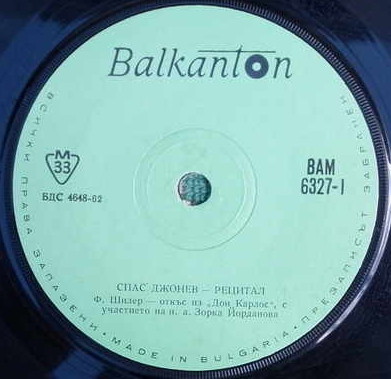 Balkanton
М
33
БДС 4648-62
ВАМ
6327-I
СПАС ДЖОНЕВ — РЕЦИТАЛ
Ф. Шилер — откъс из „Дон Карлос“, с
участието на н. а. Зорка Йорданова
ВСИЧКИ ПРАВА ЗАПАЗЕНИ • MADE IN BULGARIA • ПРЕЗАПИСЪТ ЗАБРАНЕН